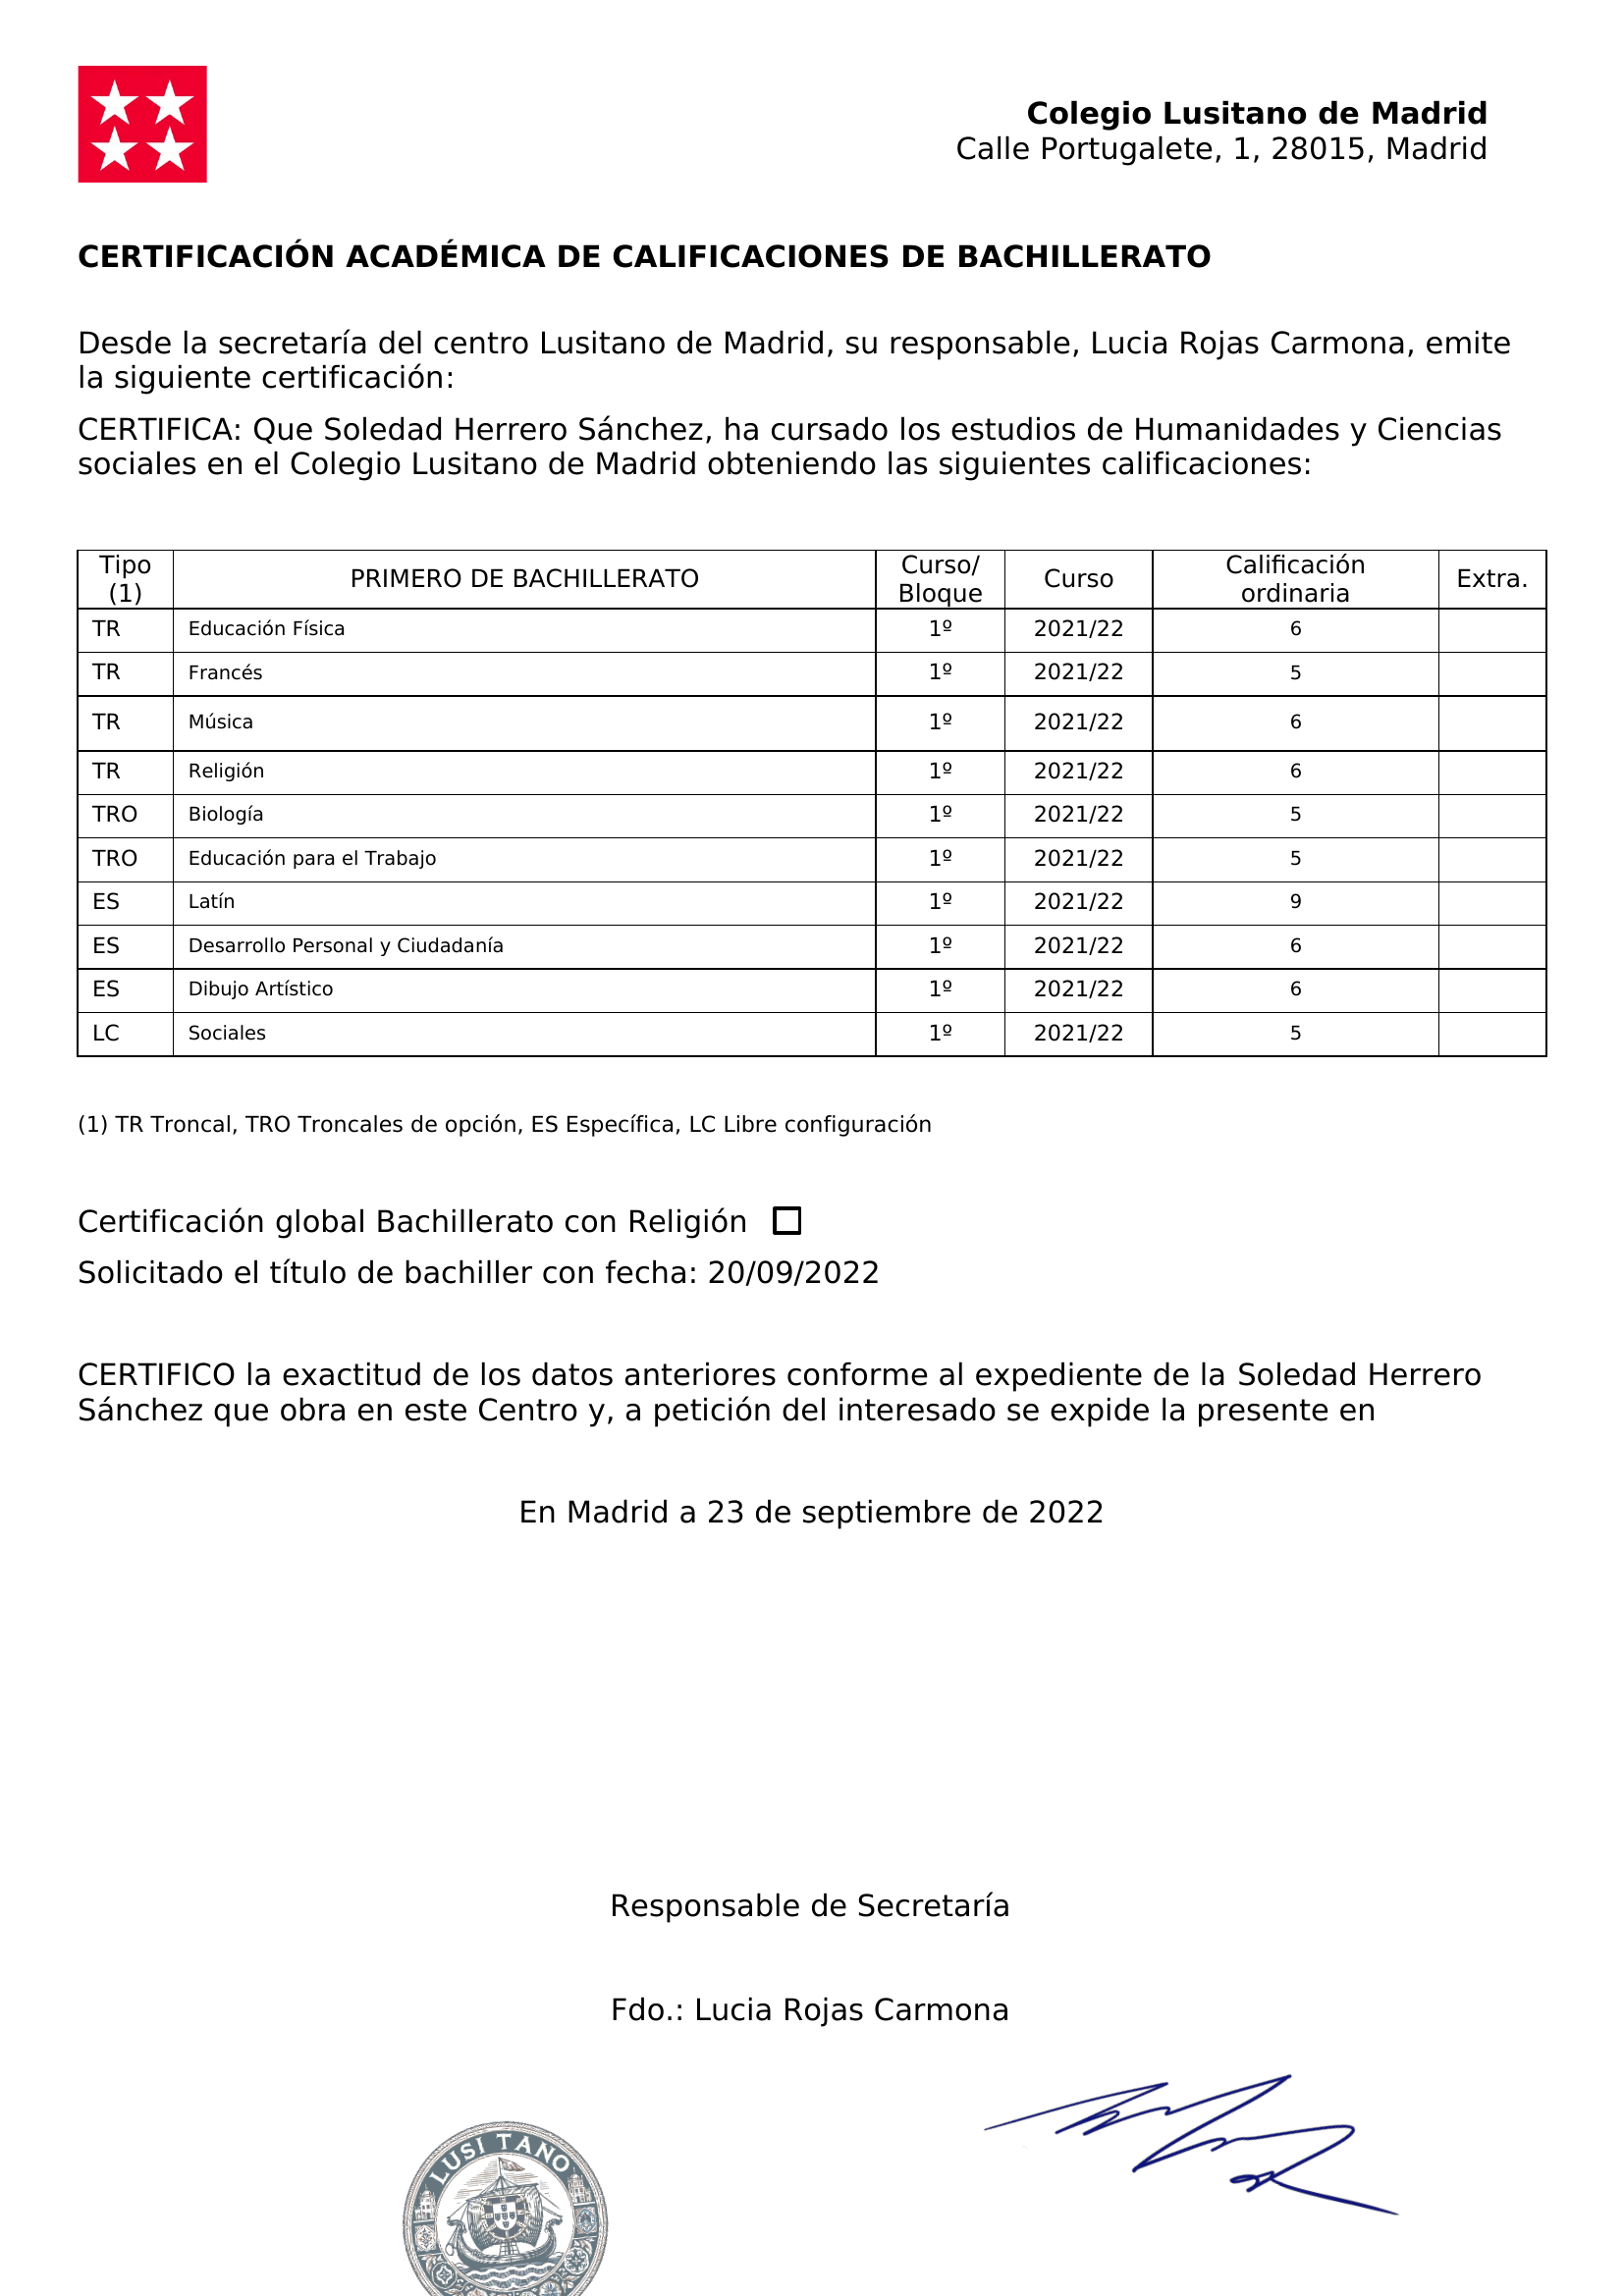 Colegio Lusitano de Madrid
Calle Portugalete, 1, 28015, Madrid
CERTIFICACIÓN ACADÉMICA DE CALIFICACIONES DE BACHILLERATO
Desde la secretaría del centro Lusitano de Madrid, su responsable, Lucia Rojas Carmona, emite
la siguiente certificación:
CERTIFICA: Que Soledad Herrero Sánchez, ha cursado los estudios de Humanidades y Ciencias
sociales en el Colegio Lusitano de Madrid obteniendo las siguientes calificaciones:
Tipo (1) PRIMERO DE BACHILLERATO Curso/ Bloque Curso Calificación ordinaria Extra.
TR Educación Física 1º 2021/22 6
TR Francés 1º 2021/22 5
TR Música 1º 2021/22 6
TR Religión 1º 2021/22 6
TRO Biología 1º 2021/22 5
TRO Educación para el Trabajo 1º 2021/22 5
ES Latín 1º 2021/22 9
ES Desarrollo Personal y Ciudadanía 1º 2021/22 6
ES Dibujo Artístico 1º 2021/22 6
LC Sociales 1º 2021/22 5
(1) TR Troncal, TRO Troncales de opción, ES Específica, LC Libre configuración
Certificación global Bachillerato con Religión
Solicitado el título de bachiller con fecha: 20/09/2022
CERTIFICO la exactitud de los datos anteriores conforme al expediente de la Soledad Herrero
Sánchez que obra en este Centro y, a petición del interesado se expide la presente en
En Madrid a 23 de septiembre de 2022
Responsable de Secretaría
Fdo.: Lucia Rojas Carmona
LUSITANO